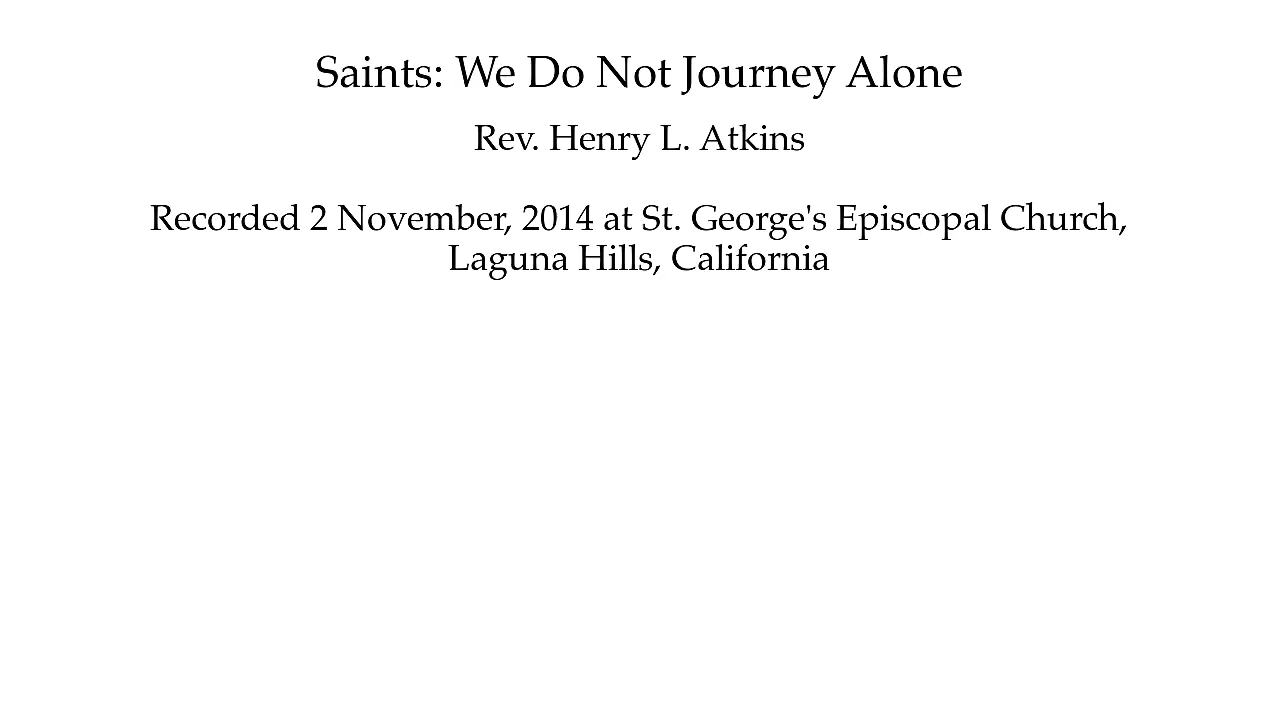 Saints: We Do Not Journey Alone
Rev. Henry L. Atkins
Recorded 2 November, 2014 at St. George's Episcopal Church,
Laguna Hills, California